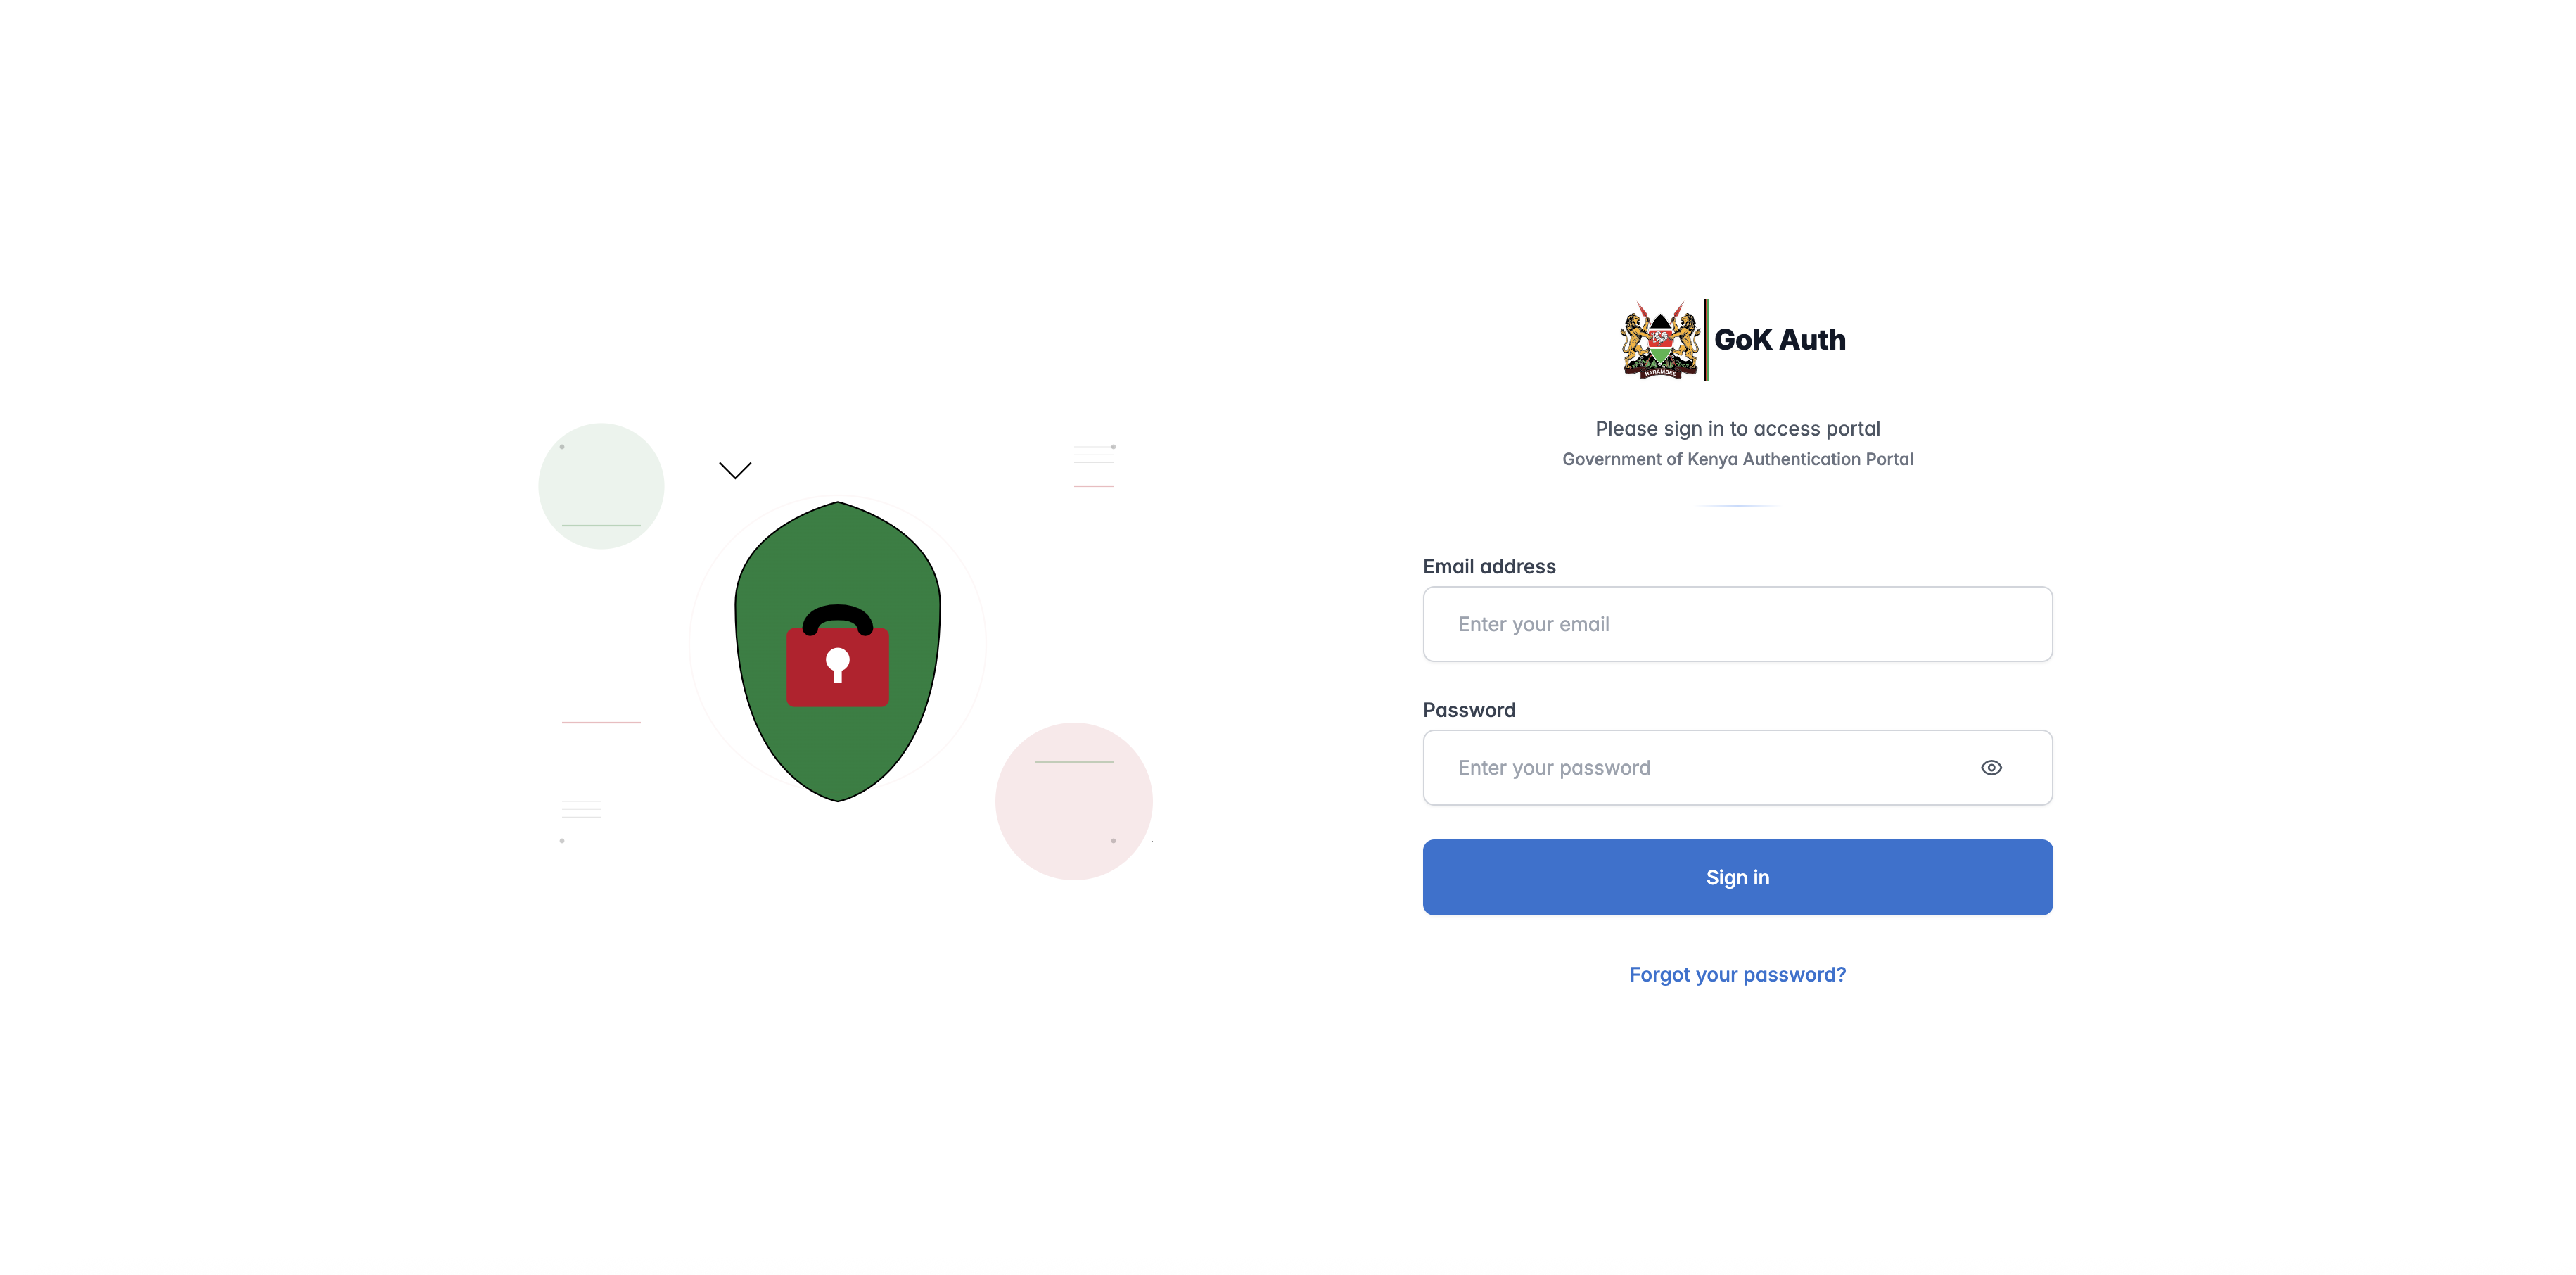 HARAMBEE
GoK Auth
Please sign in to access portal
Government of Kenya Authentication Portal
Email address
Enter your email
Password
Enter your password
Sign in
Forgot your password?